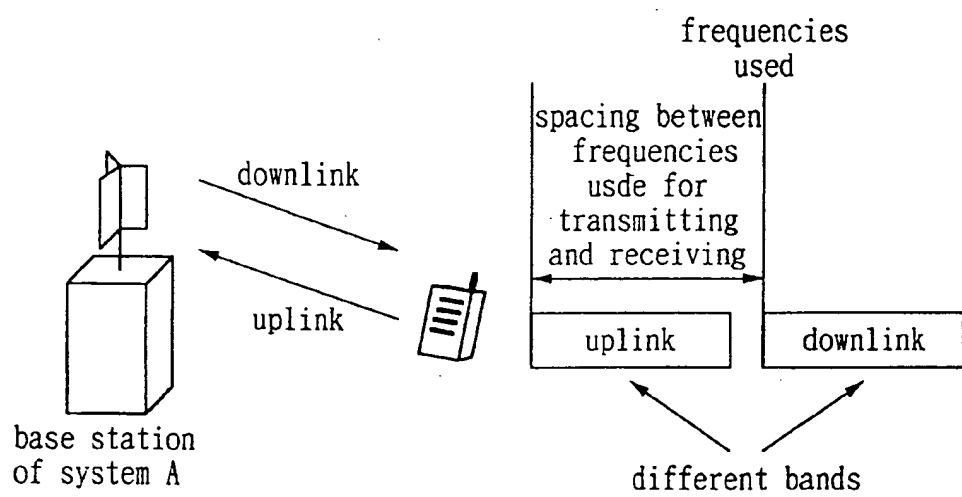 frequencies
used
spacing between
frequencies
usde for
transmitting
and receiving
downlink
uplink
uplink
downlink
base station
of system A
different bands